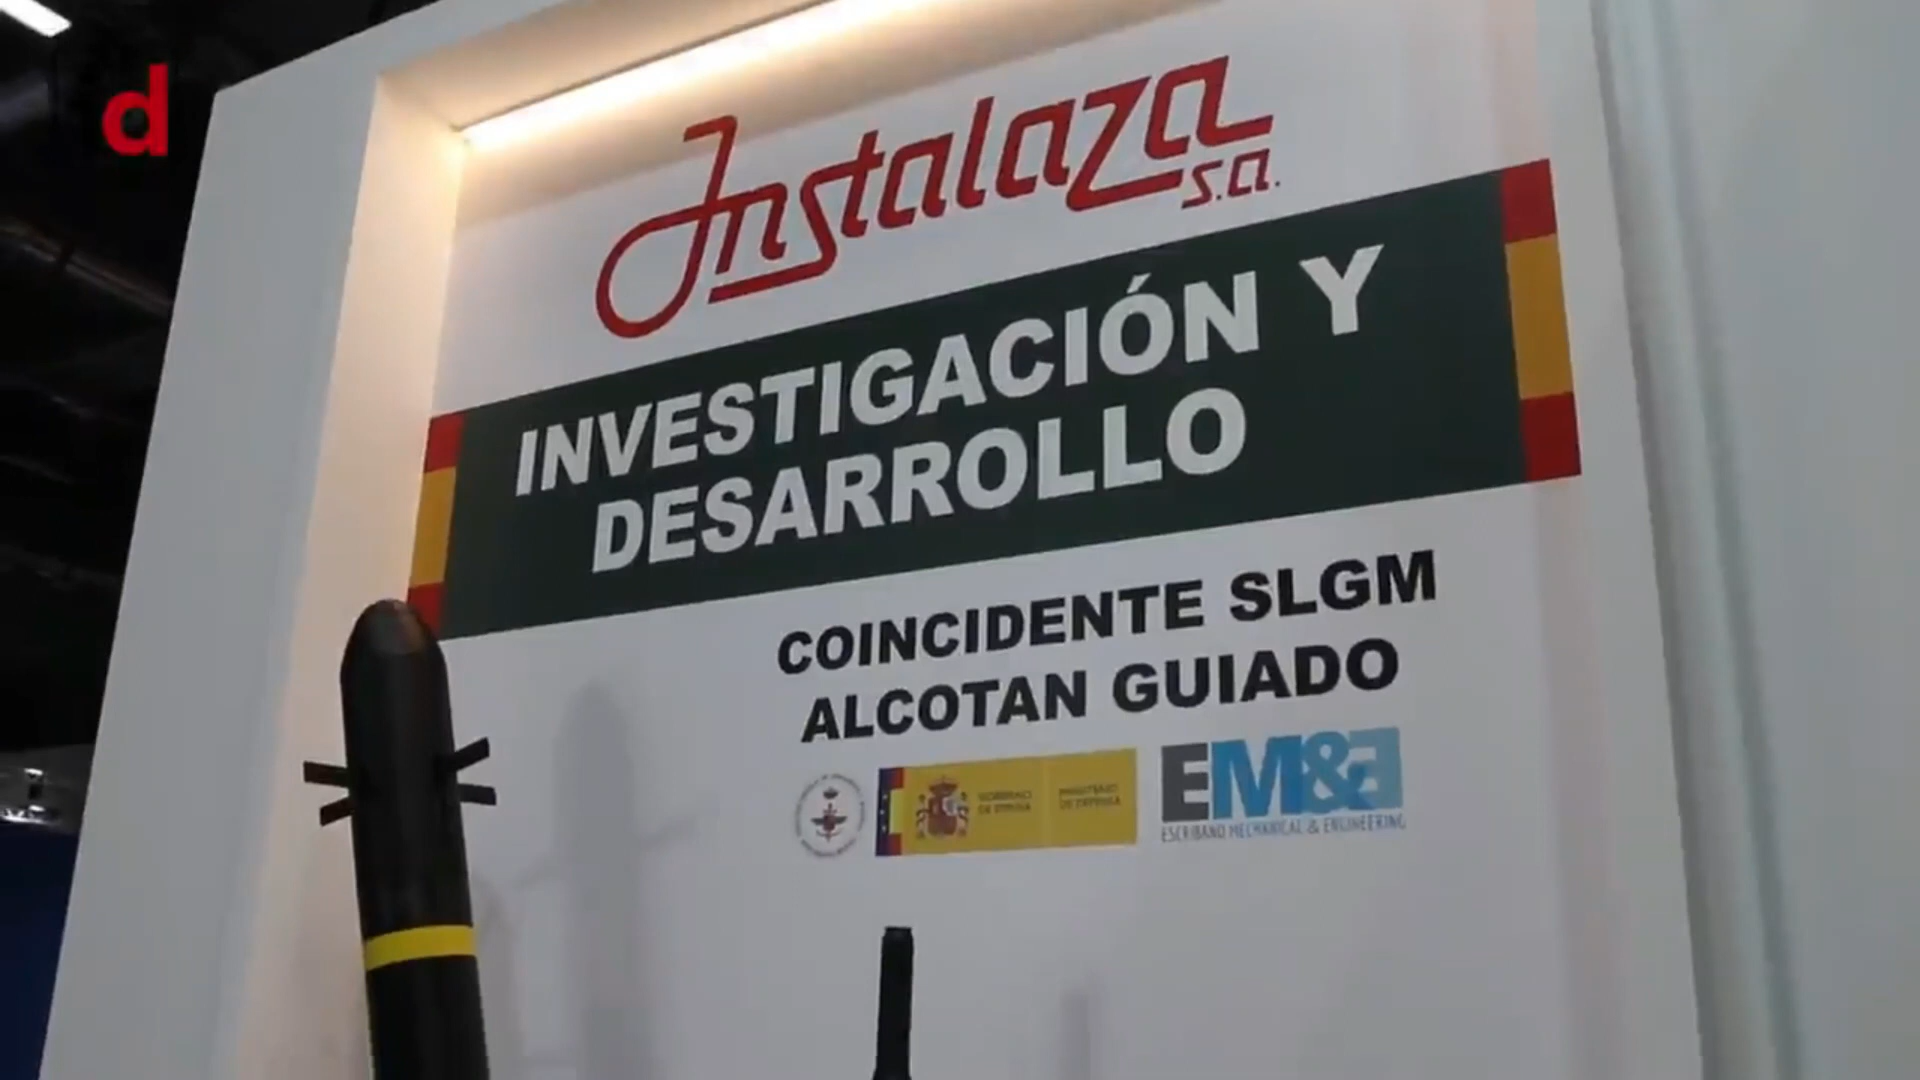 d
Instalaza
s.a.
INVESTIGACIÓN Y
DESARROLLO
COINCIDENTE SLGM
ALCOTAN GUIADO
GOBIERNO
DE ESPAÑA
MINISTERIO
DE DEFENSA
EM&E
ESCRIBANO MECHANICAL & ENGINEERING